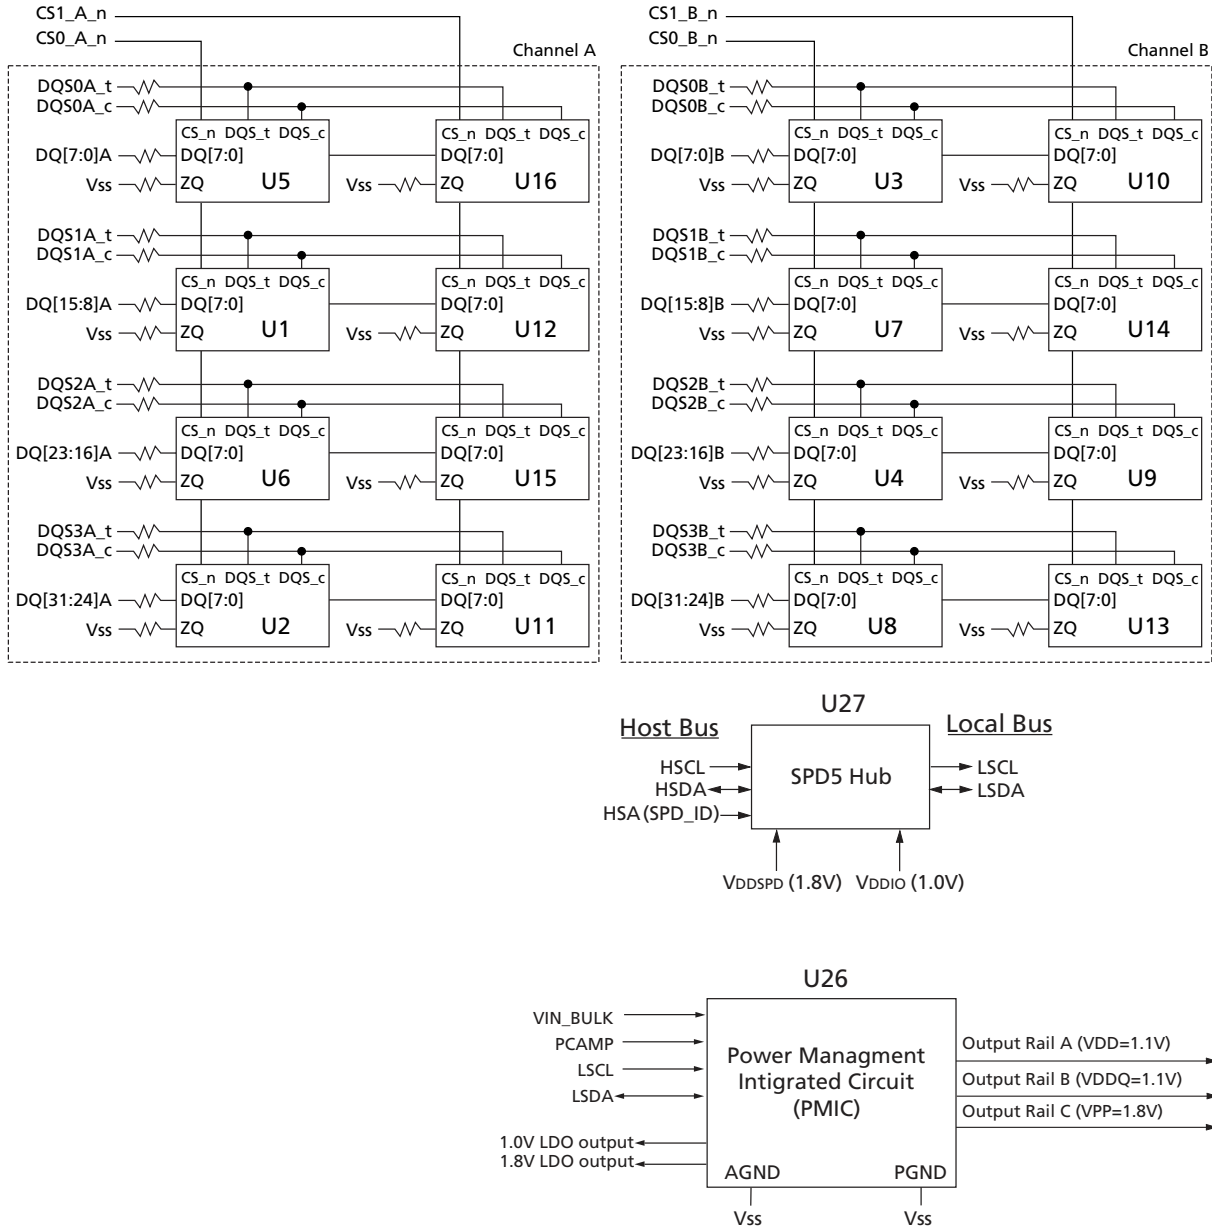 CS1_A_n
CS0_A_n
Channel A
DQS0A_t
DQS0A_c
CS_n DQS_t DQS_c CS_n DQS_t DQS_c
DQ[7:0]A DQ[7:0] DQ[7:0]
Vss ZQ U5 Vss ZQ U16
DQS1A_t
DQS1A_c
CS_n DQS_t DQS_c CS_n DQS_t DQS_c
DQ[15:8]A DQ[7:0] DQ[7:0]
Vss ZQ U1 Vss ZQ U12
DQS2A_t
DQS2A_c
CS_n DQS_t DQS_c CS_n DQS_t DQS_c
DQ[23:16]A DQ[7:0] DQ[7:0]
Vss ZQ U6 Vss ZQ U15
DQS3A_t
DQS3A_c
CS_n DQS_t DQS_c CS_n DQS_t DQS_c
DQ[31:24]A DQ[7:0] DQ[7:0]
Vss ZQ U2 Vss ZQ U11
CS1_B_n
CS0_B_n
Channel B
DQS0B_t
DQS0B_c
CS_n DQS_t DQS_c CS_n DQS_t DQS_c
DQ[7:0]B DQ[7:0] DQ[7:0]
Vss ZQ U3 Vss ZQ U10
DQS1B_t
DQS1B_c
CS_n DQS_t DQS_c CS_n DQS_t DQS_c
DQ[15:8]B DQ[7:0] DQ[7:0]
Vss ZQ U7 Vss ZQ U14
DQS2B_t
DQS2B_c
CS_n DQS_t DQS_c CS_n DQS_t DQS_c
DQ[23:16]B DQ[7:0] DQ[7:0]
Vss ZQ U4 Vss ZQ U9
DQS3B_t
DQS3B_c
CS_n DQS_t DQS_c CS_n DQS_t DQS_c
DQ[31:24]B DQ[7:0] DQ[7:0]
Vss ZQ U8 Vss ZQ U13
U27
Host Bus Local Bus
HSCL LSCL
HSDA SPD5 Hub LSDA
HSA (SPD_ID)
VDDSPD (1.8V) VDDIO (1.0V)
U26
VIN_BULK
PCAMP
LSCL
LSDA
1.0V LDO output
1.8V LDO output
Power Managment
Intigrated Circuit
(PMIC)
AGND PGND
Vss Vss
Output Rail A (VDD=1.1V)
Output Rail B (VDDQ=1.1V)
Output Rail C (VPP=1.8V)